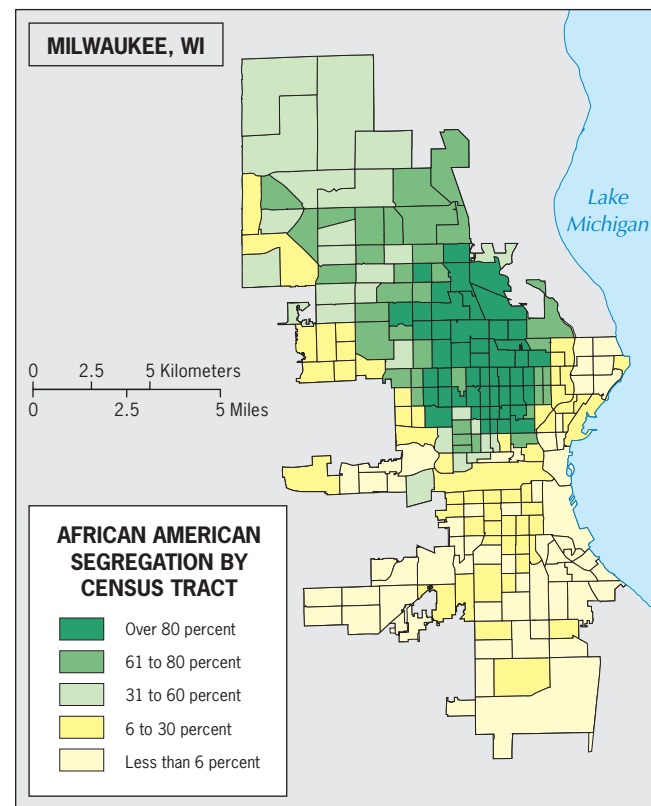 MILWAUKEE, WI
Lake
Michigan
0 2.5 5 Kilometers
0 2.5 5 Miles
AFRICAN AMERICAN
SEGREGATION BY
CENSUS TRACT
Over 80 percent
61 to 80 percent
31 to 60 percent
6 to 30 percent
Less than 6 percent